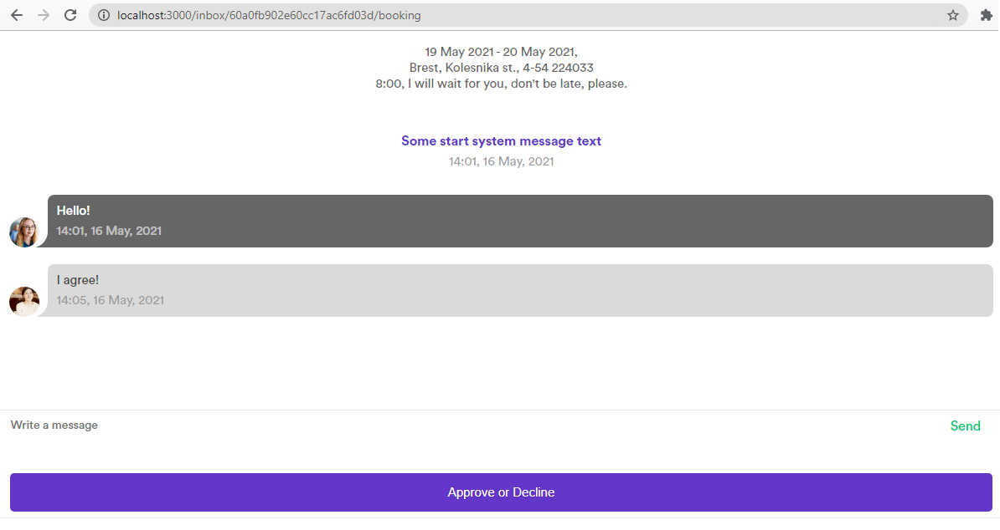 localhost:3000/inbox/60a0fb902e60cc17ac6fd03d/booking
19 May 2021 - 20 May 2021,
Brest, Kolesnika st., 4-54 224033
8:00, I will wait for you, don't be late, please.
Some start system message text
14:01, 16 May, 2021
Hello!
14:01, 16 May, 2021
I agree!
14:05, 16 May, 2021
Write a message
Send
Approve or Decline